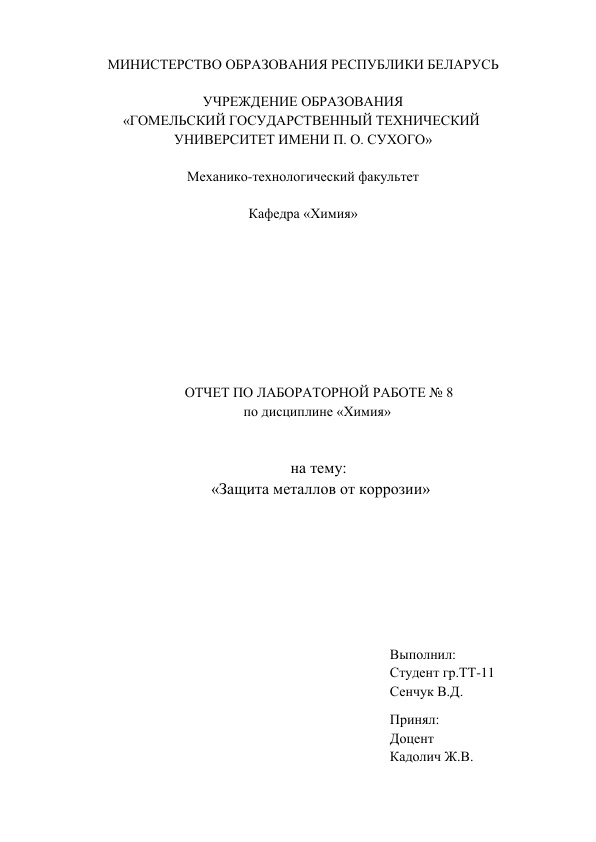 МИНИСТЕРСТВО ОБРАЗОВАНИЯ РЕСПУБЛИКИ БЕЛАРУСЬ
УЧРЕЖДЕНИЕ ОБРАЗОВАНИЯ
«ГОМЕЛЬСКИЙ ГОСУДАРСТВЕННЫЙ ТЕХНИЧЕСКИЙ
УНИВЕРСИТЕТ ИМЕНИ П. О. СУХОГО»
Механико-технологический факультет
Кафедра «Химия»
ОТЧЕТ ПО ЛАБОРАТОРНОЙ РАБОТЕ № 8
по дисциплине «Химия»
на тему:
«Защита металлов от коррозии»
Выполнил:
Студент гр.ТТ-11
Сенчук В.Д.
Принял:
Доцент
Кадолич Ж.В.